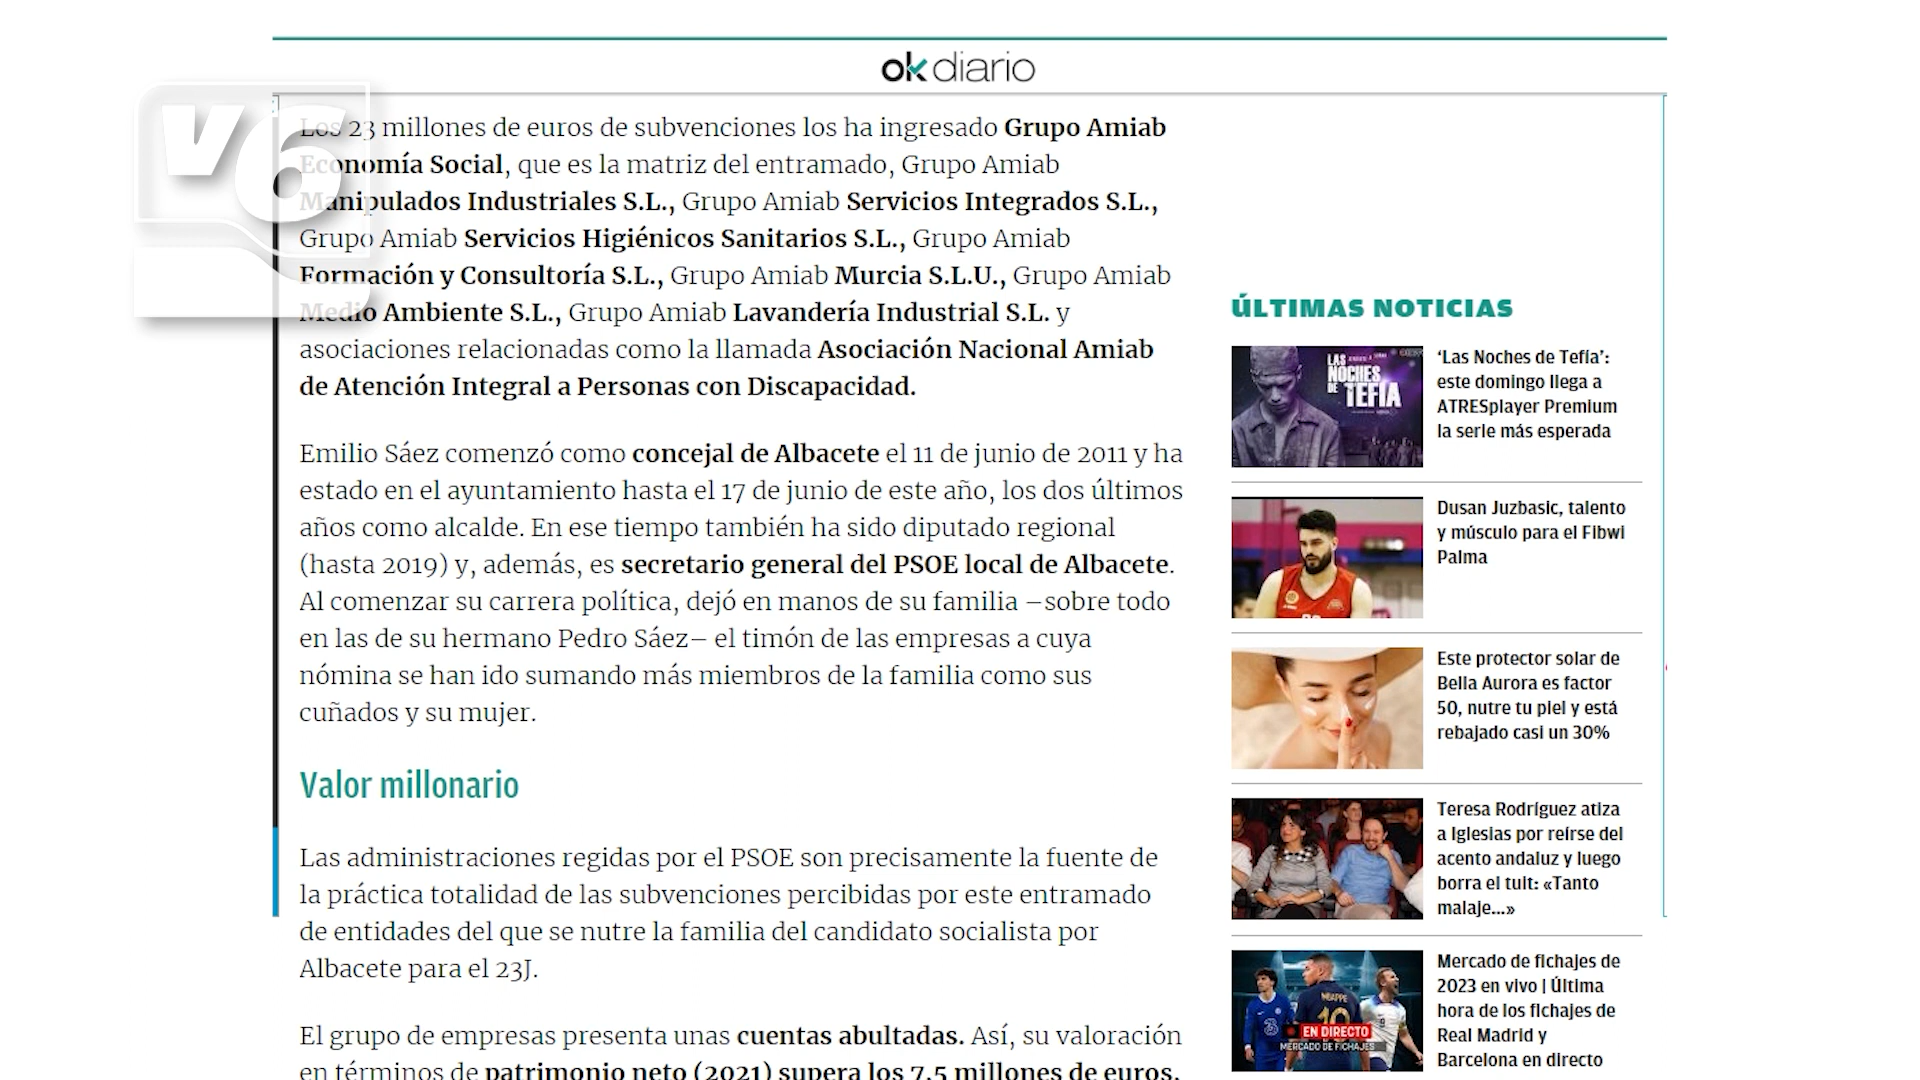 okdiario
V6
Los 23 millones de euros de subvenciones los ha ingresado Grupo Amiab
Economía Social, que es la matriz del entramado, Grupo Amiab
Manipulados Industriales S.L., Grupo Amiab Servicios Integrados S.L.,
Grupo Amiab Servicios Higiénicos Sanitarios S.L., Grupo Amiab
Formación y Consultoría S.L., Grupo Amiab Murcia S.L.U., Grupo Amiab
Medio Ambiente S.L., Grupo Amiab Lavandería Industrial S.L. y
asociaciones relacionadas como la llamada Asociación Nacional Amiab
de Atención Integral a Personas con Discapacidad.
Emilio Sáez comenzó como concejal de Albacete el 11 de junio de 2011 y ha
estado en el ayuntamiento hasta el 17 de junio de este año, los dos últimos
años como alcalde. En ese tiempo también ha sido diputado regional
(hasta 2019) y, además, es secretario general del PSOE local de Albacete.
Al comenzar su carrera política, dejó en manos de su familia –sobre todo
en las de su hermano Pedro Sáez– el timón de las empresas a cuya
nómina se han ido sumando más miembros de la familia como sus
cuñados y su mujer.
Valor millonario
Las administraciones regidas por el PSOE son precisamente la fuente de
la práctica totalidad de las subvenciones percibidas por este entramado
de entidades del que se nutre la familia del candidato socialista por
Albacete para el 23J.
El grupo de empresas presenta unas cuentas abultadas. Así, su valoración
en términos de patrimonio neto (2021) supera los 7,5 millones de euros.
ÚLTIMAS NOTICIAS
LAS
NOCHES
DE TEFÍA
‘Las Noches de Tefía’:
este domingo llega a
ATRESplayer Premium
la serie más esperada
Dusan Juzbasic, talento
y músculo para el Fibwi
Palma
Este protector solar de
Bella Aurora es factor
50, nutre tu piel y está
rebajado casi un 30%
Teresa Rodríguez atiza
a Iglesias por reírse del
acento andaluz y luego
borra el tuit: «Tanto
malaje...»
MBAPPE
10
3
EN DIRECTO
MERCADO DE FICHAJES
Mercado de fichajes de
2023 en vivo | Última
hora de los fichajes de
Real Madrid y
Barcelona en directo